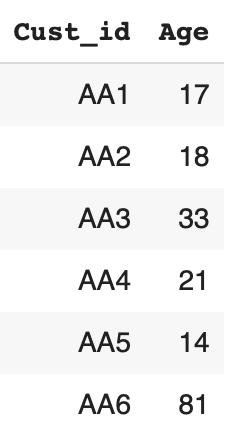 Cust_id Age
AA1 17
AA2 18
AA3 33
AA4 21
AA5 14
AA6 81